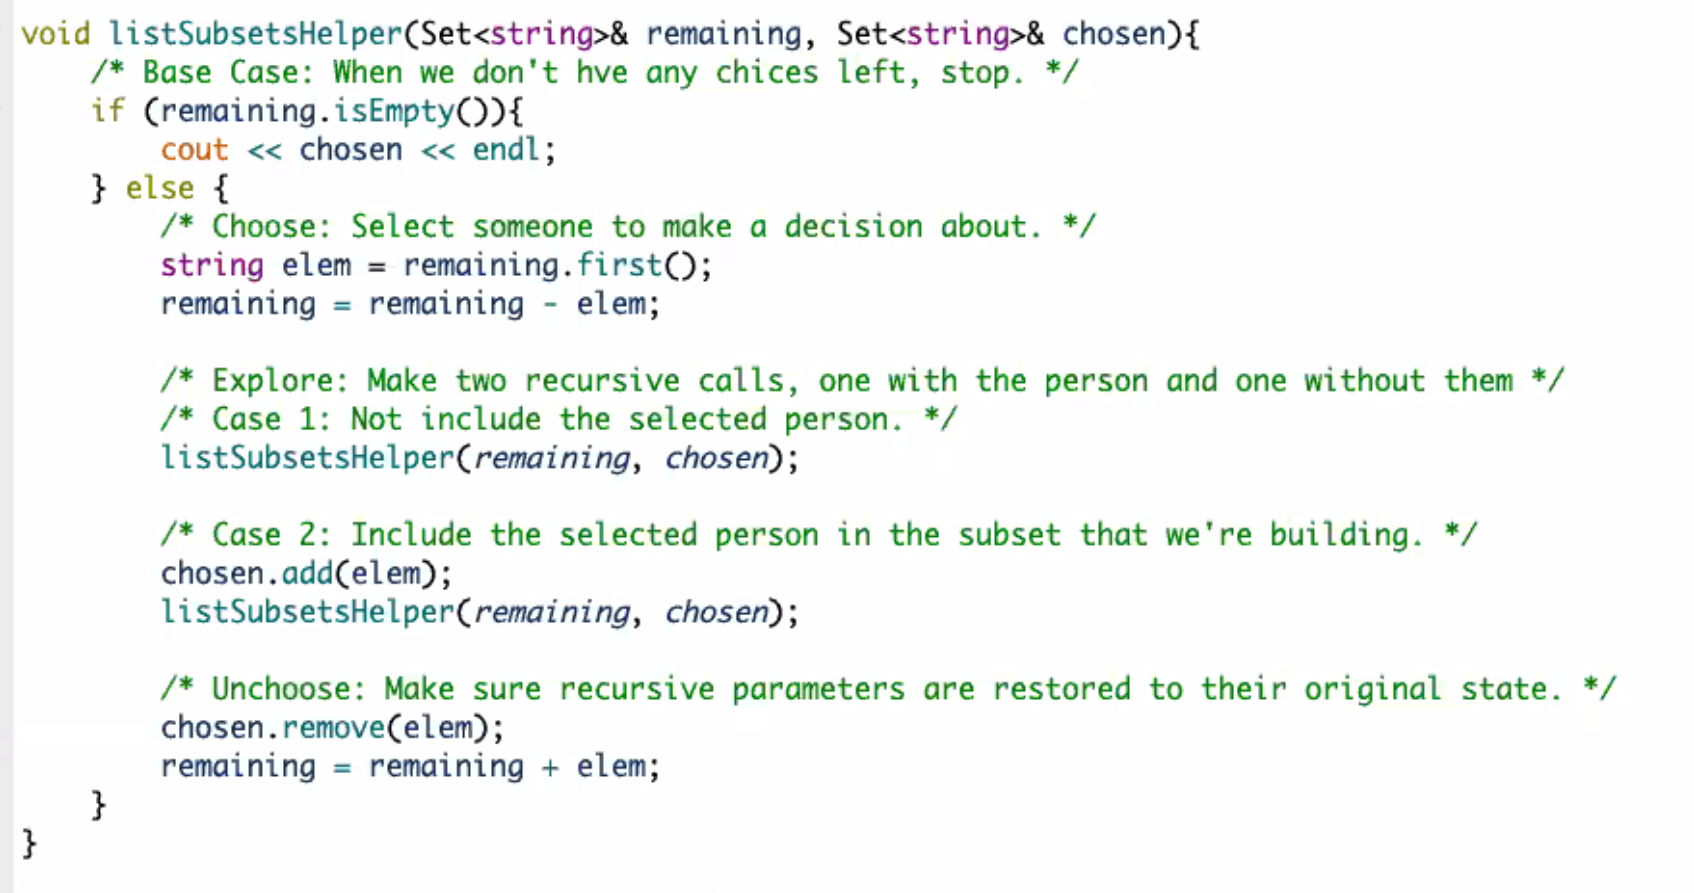 void listSubsetsHelper(Set<string>& remaining, Set<string>& chosen){
/* Base Case: When we don't hve any chices left, stop. */
if (remaining.isEmpty()){
cout << chosen << endl;
} else {
/* Choose: Select someone to make a decision about. */
string elem = remaining.first();
remaining = remaining - elem;
/* Explore: Make two recursive calls, one with the person and one without them */
/* Case 1: Not include the selected person. */
listSubsetsHelper(remaining, chosen);
/* Case 2: Include the selected person in the subset that we're building. */
chosen.add(elem);
listSubsetsHelper(remaining, chosen);
/* Unchoose: Make sure recursive parameters are restored to their original state. */
chosen.remove(elem);
remaining = remaining + elem;
}
}